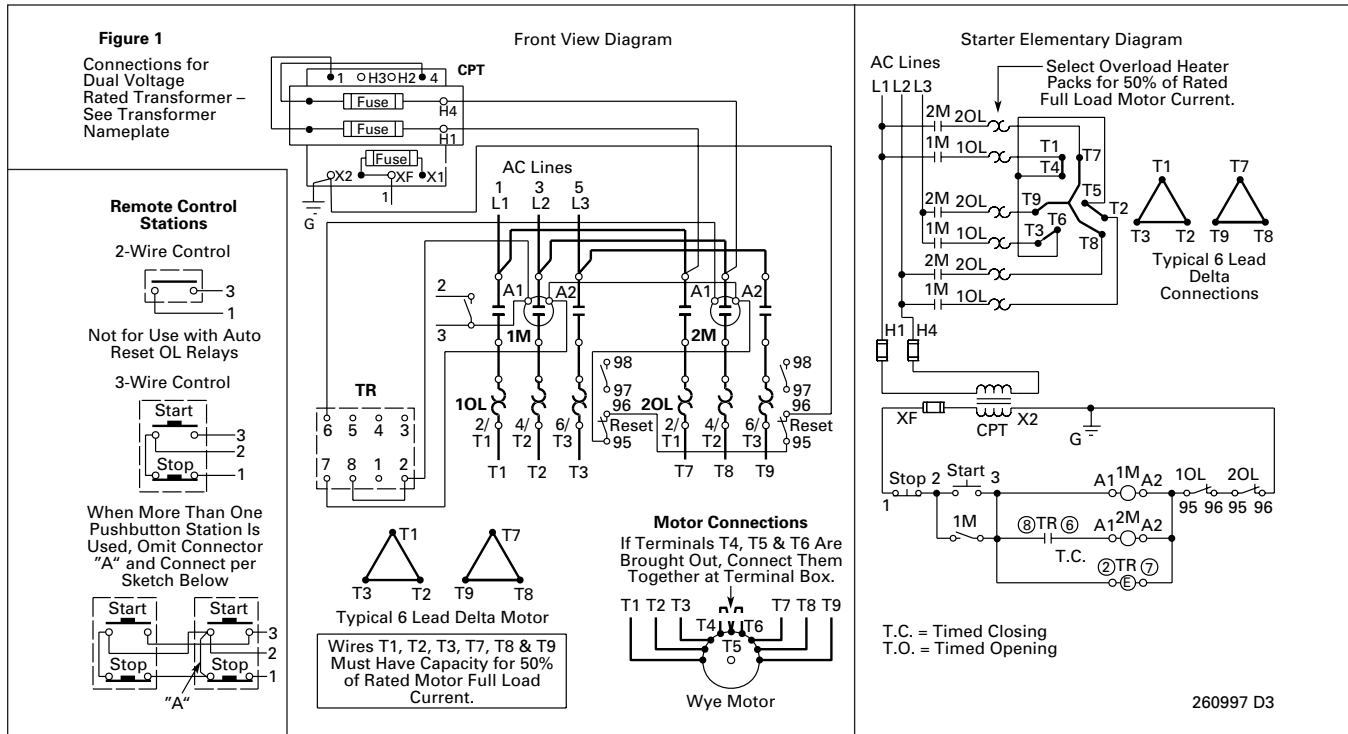 Figure 1
Connections for
Dual Voltage
Rated Transformer –
See Transformer
Nameplate
Remote Control
Stations
2-Wire Control
3
1
Not for Use with Auto
Reset OL Relays
3-Wire Control
Start
3
2
Stop
1
When More Than One
Pushbutton Station Is
Used, Omit Connector
"A" and Connect per
Sketch Below
Start Start
3
2
Stop Stop
1
"A"
Front View Diagram
1 H3 H2 4 CPT
Fuse
H4
Fuse
H1
Fuse
X2 XF X1
G
1
AC Lines
1 3 5
L1 L2 L3
2
3
A1 A2
1M
A1 A2
2M
TR
6 5 4 3
7 8 1 2
1OL
2/ 4/ 6/
T1 T2 T3
T1 T2 T3
98
97
96
Reset
95
2OL
2/ 4/ 6/
T1 T2 T3
T7 T8 T9
98
97
96
Reset
95
T1 T7
T3 T2 T9 T8
Typical 6 Lead Delta Motor
Wires T1, T2, T3, T7, T8 & T9
Must Have Capacity for 50%
of Rated Motor Full Load
Current.
Motor Connections
If Terminals T4, T5 & T6 Are
Brought Out, Connect Them
Together at Terminal Box.
T1 T2 T3 T7 T8 T9
T4 T6
T5
Wye Motor
Starter Elementary Diagram
AC Lines
L1 L2 L3
Select Overload Heater
Packs for 50% of Rated
Full Load Motor Current.
2M 2OL
1M 1OL
T1
T4
T7
2M 2OL
T9
T5
T2
1M 1OL
T3
T6
T8
2M 2OL
1M 1OL
T1 T7
T3 T2 T9 T8
Typical 6 Lead
Delta
Connections
H1 H4
XF CPT X2
G
Stop 2 Start 3
1
A1 1M A2
1OL 2OL
95 96 95 96
1M
8 TR 6
T.C.
A1 2M A2
2 TR 7
E
T.C. = Timed Closing
T.O. = Timed Opening
260997 D3